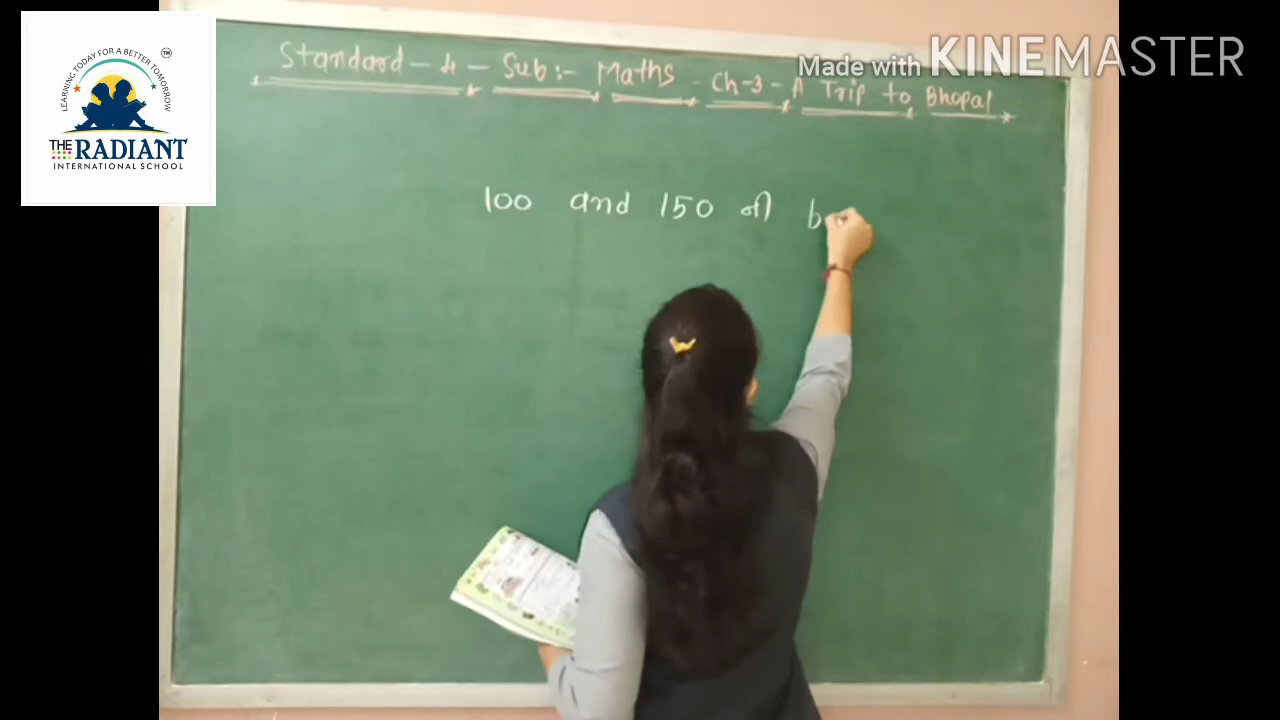 Made with KINEMASTER
LEARNING TODAY FOR A BETTER TOMORROW
TM
THE RADIANT
INTERNATIONAL SCHOOL
Standard - 4 - Sub :- Maths - Ch-3 - A Trip to Bhopal
100 and 150 ની